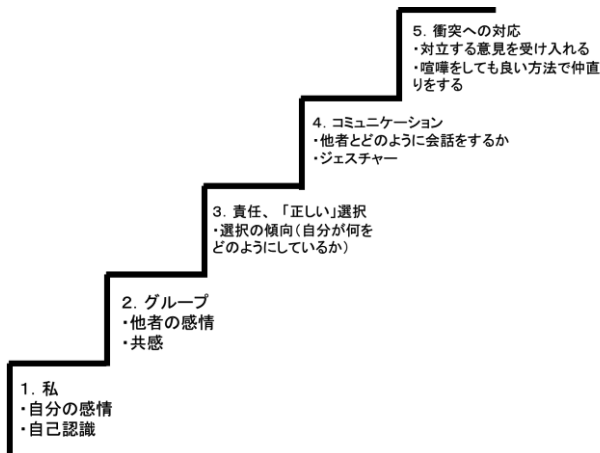 5．衝突への対応
・対立する意見を受け入れる
・喧嘩をしても良い方法で仲直
りをする
4．コミュニケーション
・他者とどのように会話をするか
・ジェスチャー
3．責任、「正しい」選択
・選択の傾向（自分が何を
どのようにしているか）
2．グループ
・他者の感情
・共感
1．私
・自分の感情
・自己認識